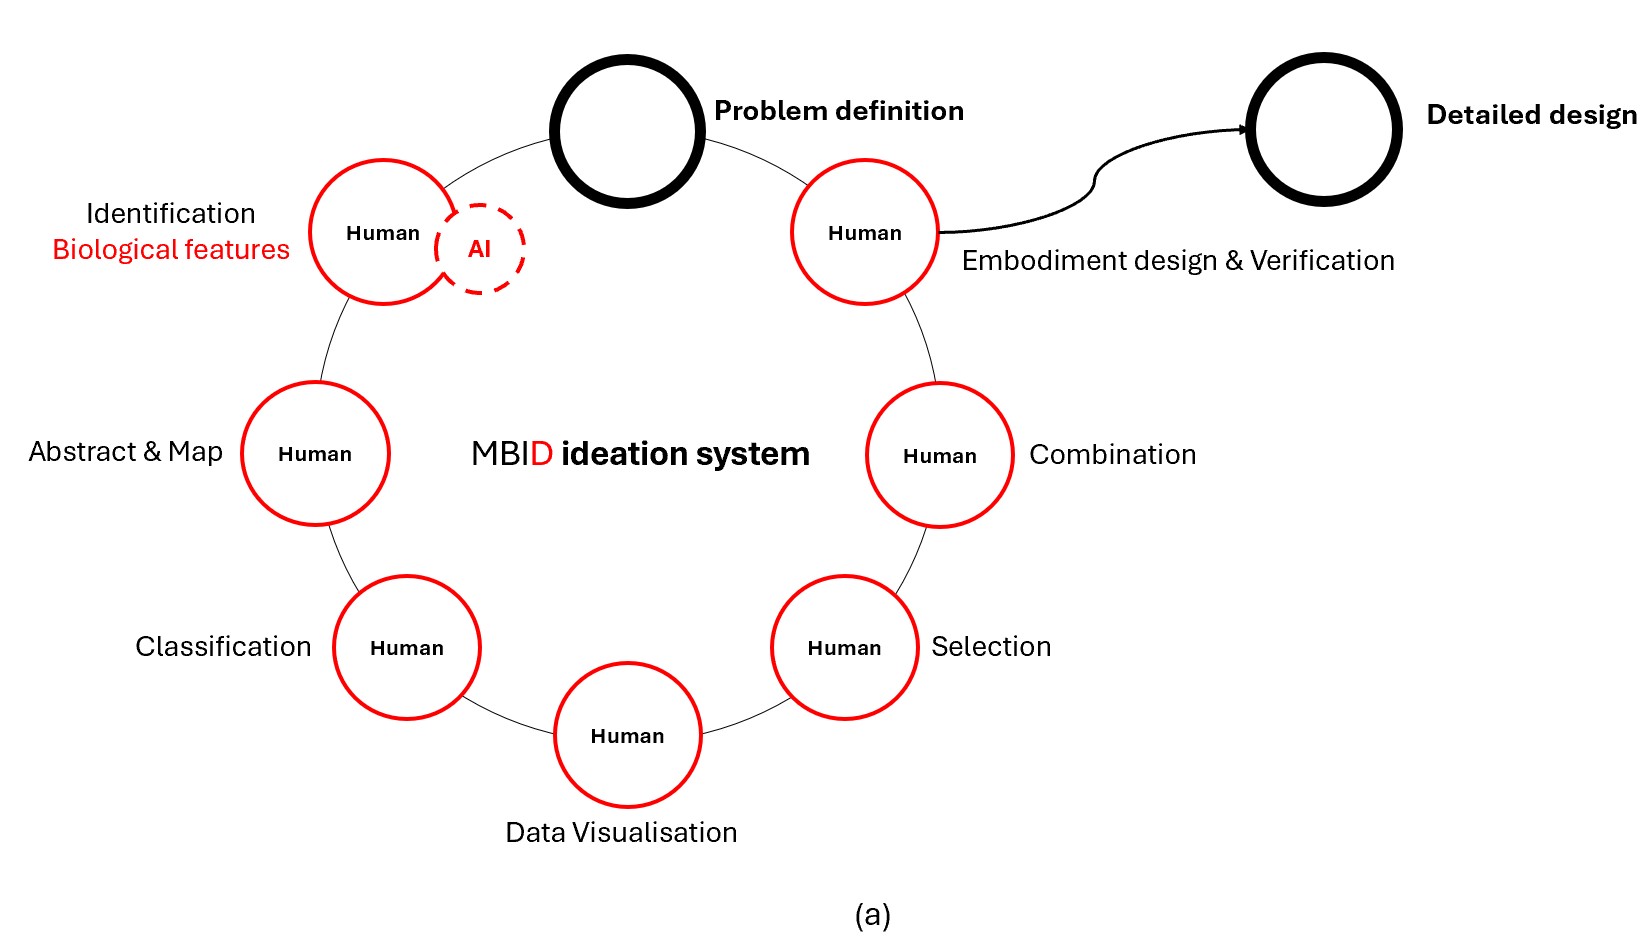 Problem definition
Detailed design
Identification
Biological features
Human
AI
Human
Embodiment design & Verification
Abstract & Map
Human
MBID ideation system
Human
Combination
Classification
Human
Human
Selection
Human
Data Visualisation
(a)